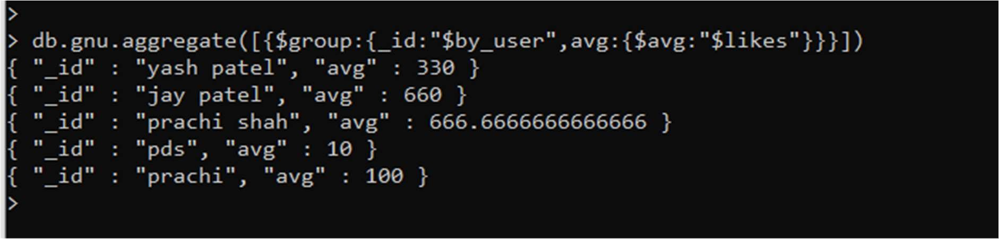 >
> db.gnu.aggregate([{$group:{_id:"$by_user",avg:{$avg:"$likes"}}}])
{ "_id" : "yash patel", "avg" : 330 }
{ "_id" : "jay patel", "avg" : 660 }
{ "_id" : "prachi shah", "avg" : 666.6666666666666 }
{ "_id" : "pds", "avg" : 10 }
{ "_id" : "prachi", "avg" : 100 }
>